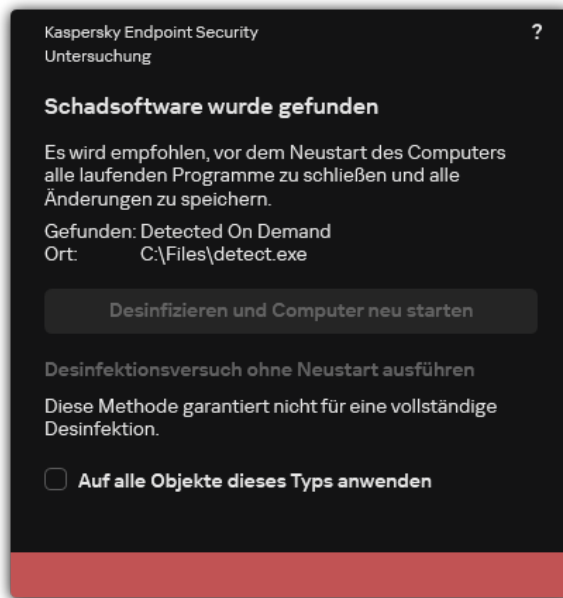 Kaspersky Endpoint Security
?
Untersuchung
Schadsoftware wurde gefunden
Es wird empfohlen, vor dem Neustart des Computers
alle laufenden Programme zu schließen und alle
Änderungen zu speichern.
Gefunden: Detected On Demand
Ort: C:\Files\detect.exe
Desinfizieren und Computer neu starten
Desinfektionsversuch ohne Neustart ausführen
Diese Methode garantiert nicht für eine vollständige
Desinfektion.
Auf alle Objekte dieses Typs anwenden